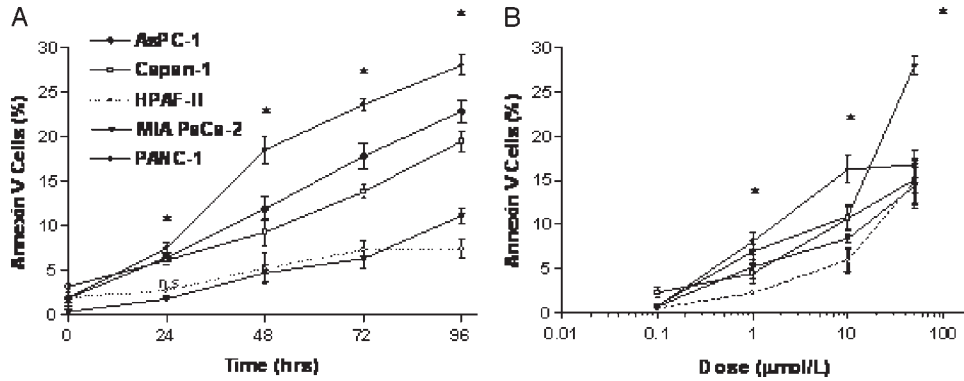 A
B
*
*
*
*
*
*
*
*
30
25
20
15
10
5
0
Annexin V Cells (%)
AsPC-1
Capan-1
HPAF-II
MIA PaCa-2
PANC-1
n.s
0
24
48
72
96
Time (hrs)
30
25
20
15
10
5
0
Annexin V Cells (%)
0.01
0.1
1
10
100
Dose (µmol/L)